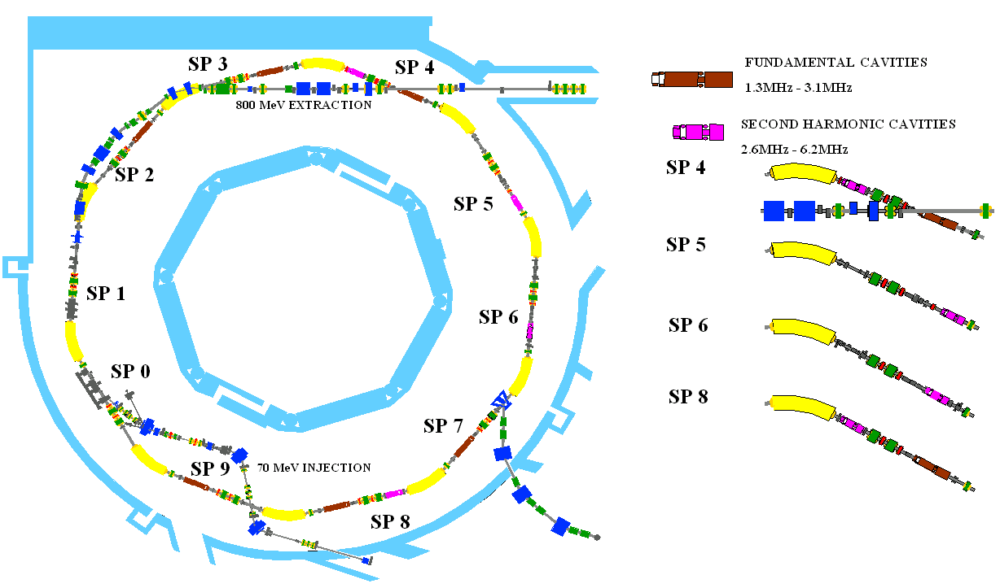 SP 3
SP 4
800 MeV EXTRACTION
SP 2
SP 5
SP 1
SP 6
SP 0
SP 7
SP 9
70 MeV INJECTION
SP 8
FUNDAMENTAL CAVITIES
1.3MHz - 3.1MHz
SECOND HARMONIC CAVITIES
2.6MHz - 6.2MHz
SP 4
SP 5
SP 6
SP 8